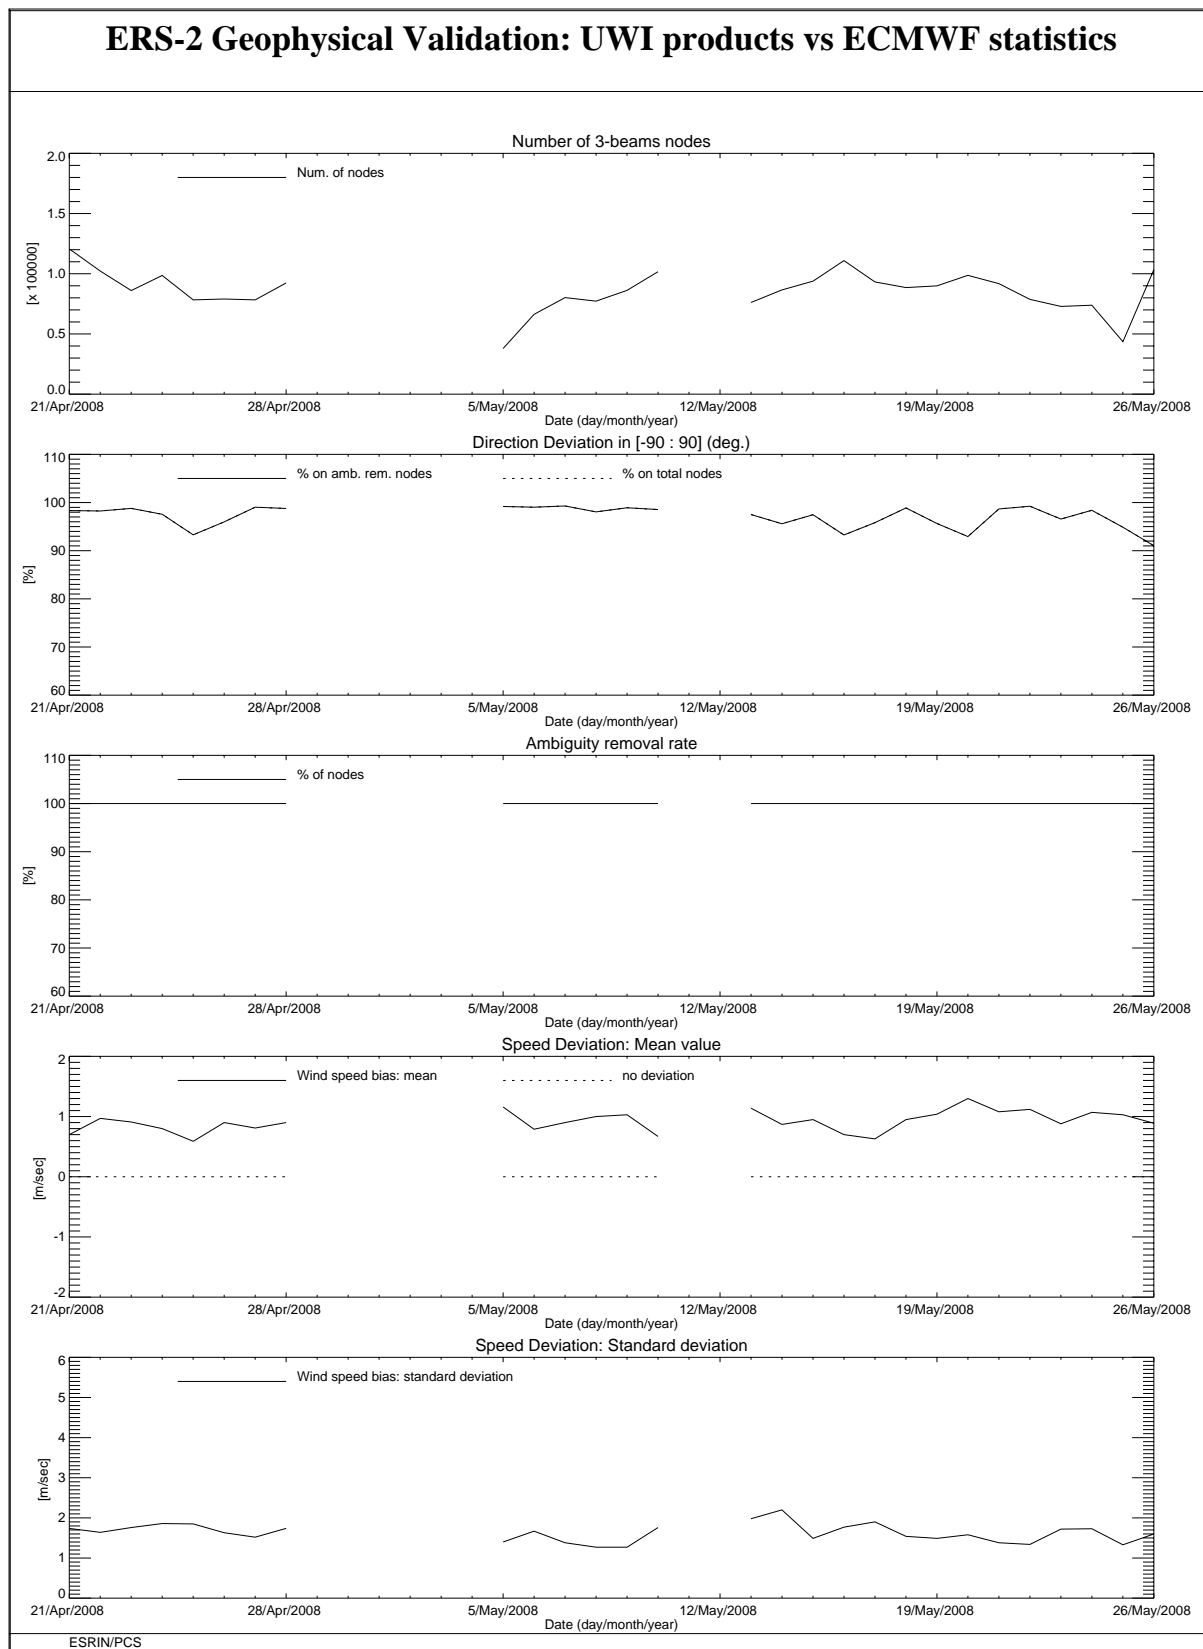 ERS-2 Geophysical Validation: UWI products vs ECMWF statistics
Number of 3-beams nodes
Num. of nodes
2.0
1.5
1.0
0.5
0.0
[x 100000]
21/Apr/2008 28/Apr/2008 5/May/2008 12/May/2008 19/May/2008 26/May/2008
Date (day/month/year)
Direction Deviation in [-90 : 90] (deg.)
% on amb. rem. nodes % on total nodes
110
100
90
80
70
60
[%]
21/Apr/2008 28/Apr/2008 5/May/2008 12/May/2008 19/May/2008 26/May/2008
Date (day/month/year)
Ambiguity removal rate
% of nodes
110
100
90
80
70
60
[%]
21/Apr/2008 28/Apr/2008 5/May/2008 12/May/2008 19/May/2008 26/May/2008
Date (day/month/year)
Speed Deviation: Mean value
Wind speed bias: mean no deviation
2
1
0
-1
-2
[m/sec]
21/Apr/2008 28/Apr/2008 5/May/2008 12/May/2008 19/May/2008 26/May/2008
Date (day/month/year)
Speed Deviation: Standard deviation
Wind speed bias: standard deviation
6
5
4
3
2
1
0
[m/sec]
21/Apr/2008 28/Apr/2008 5/May/2008 12/May/2008 19/May/2008 26/May/2008
Date (day/month/year)
ESRIN/PCS